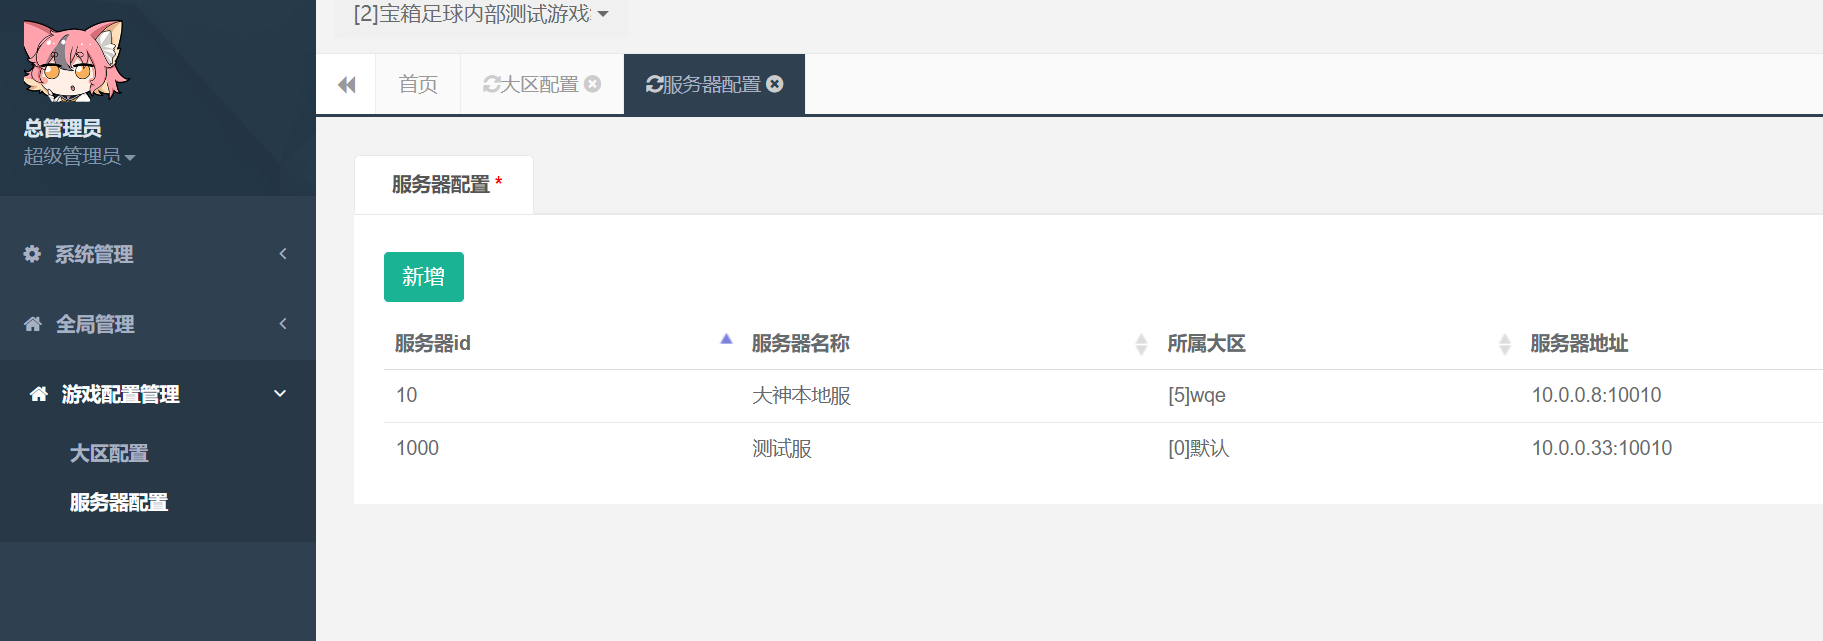 [2]宝箱足球内部测试游戏
首页
大区配置
服务器配置
总管理员
超级管理员
系统管理
全局管理
游戏配置管理
大区配置
服务器配置
服务器配置 *
新增
服务器id 服务器名称 所属大区 服务器地址
10 大神本地服 [5]wqe 10.0.0.8:10010
1000 测试服 [0]默认 10.0.0.33:10010